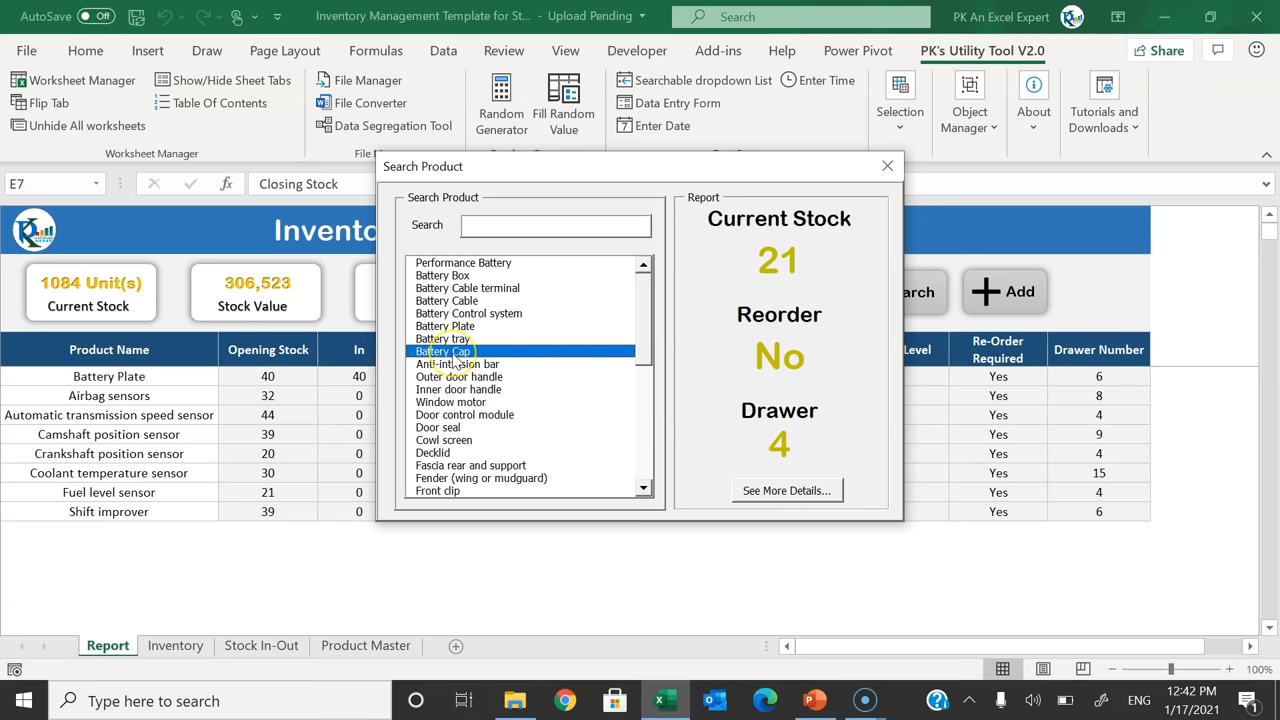 AutoSave Off
Inventory Management Template for St... - Upload Pending
Search
PK An Excel Expert
File Home Insert Draw Page Layout Formulas Data Review View Developer Add-ins Help Power Pivot PK's Utility Tool V2.0 Share
Worksheet Manager
Flip Tab
Unhide All worksheets
Show/Hide Sheet Tabs
Table Of Contents
Worksheet Manager
File Manager
File Converter
Data Segregation Tool
Random
Generator
Fill Random
Value
Searchable dropdown List
Data Entry Form
Enter Date
Enter Time
Selection
Object
Manager
About
Tutorials and
Downloads
E7
fx
Closing Stock
1084 Unit(s)
Current Stock
306,523
Stock Value
Add
Product Name Opening Stock In Level Re-Order Required Drawer Number
Battery Plate 40 40 Yes 6
Airbag sensors 32 0 Yes 8
Automatic transmission speed sensor 44 0 Yes 4
Camshaft position sensor 39 0 Yes 9
Crankshaft position sensor 20 0 Yes 4
Coolant temperature sensor 30 0 Yes 15
Fuel level sensor 21 0 Yes 4
Shift improver 39 0 Yes 6
Search Product
Search Product
Search
Performance Battery
Battery Box
Battery Cable terminal
Battery Cable
Battery Control system
Battery Plate
Battery tray
Battery Cap
Anti-intrusion bar
Outer door handle
Inner door handle
Window motor
Door control module
Door seal
Cowl screen
Decklid
Fascia rear and support
Fender (wing or mudguard)
Front clip
Report
Current Stock
21
Reorder
No
Drawer
4
See More Details...
Report Inventory Stock In-Out Product Master
100%
Type here to search
ENG
12:42 PM
1/17/2021
1